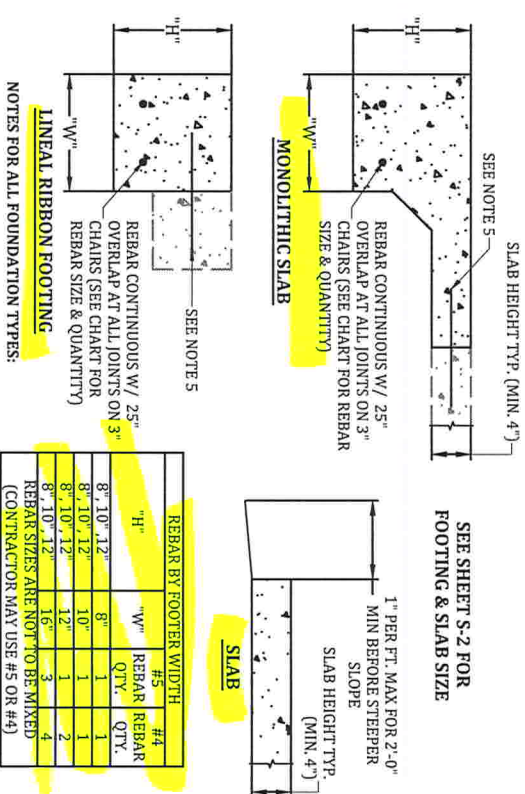 SLAB HEIGHT TYP. (MIN. 4")
SEE NOTE 5
"H"
"W"
REBAR CONTINUOUS W/ 25"
OVERLAP AT ALL JOINTS ON 3"
CHAIRS (SEE CHART FOR REBAR
SIZE & QUANTITY)
MONOLITHIC SLAB
SEE SHEET S-2 FOR
FOOTING & SLAB SIZE
1" PER FT. MAX FOR 2'-0"
MIN BEFORE STEEPER
SLOPE
SLAB HEIGHT TYP.
(MIN. 4")
SLAB
"H"
"W"
SEE NOTE 5
REBAR CONTINUOUS W/ 25"
OVERLAP AT ALL JOINTS ON 3"
CHAIRS (SEE CHART FOR
REBAR SIZE & QUANTITY)
LINEAL RIBBON FOOTING
NOTES FOR ALL FOUNDATION TYPES:
REBAR BY FOOTER WIDTH
"H" "W" #5 REBAR QTY. #4 REBAR QTY.
8", 10", 12" 8" 1 1
8", 10", 12" 10" 1 1
8", 10", 12" 12" 1 2
8", 10", 12" 16" 3 4
REBAR SIZES ARE NOT TO BE MIXED
(CONTRACTOR MAY USE #5 OR #4)